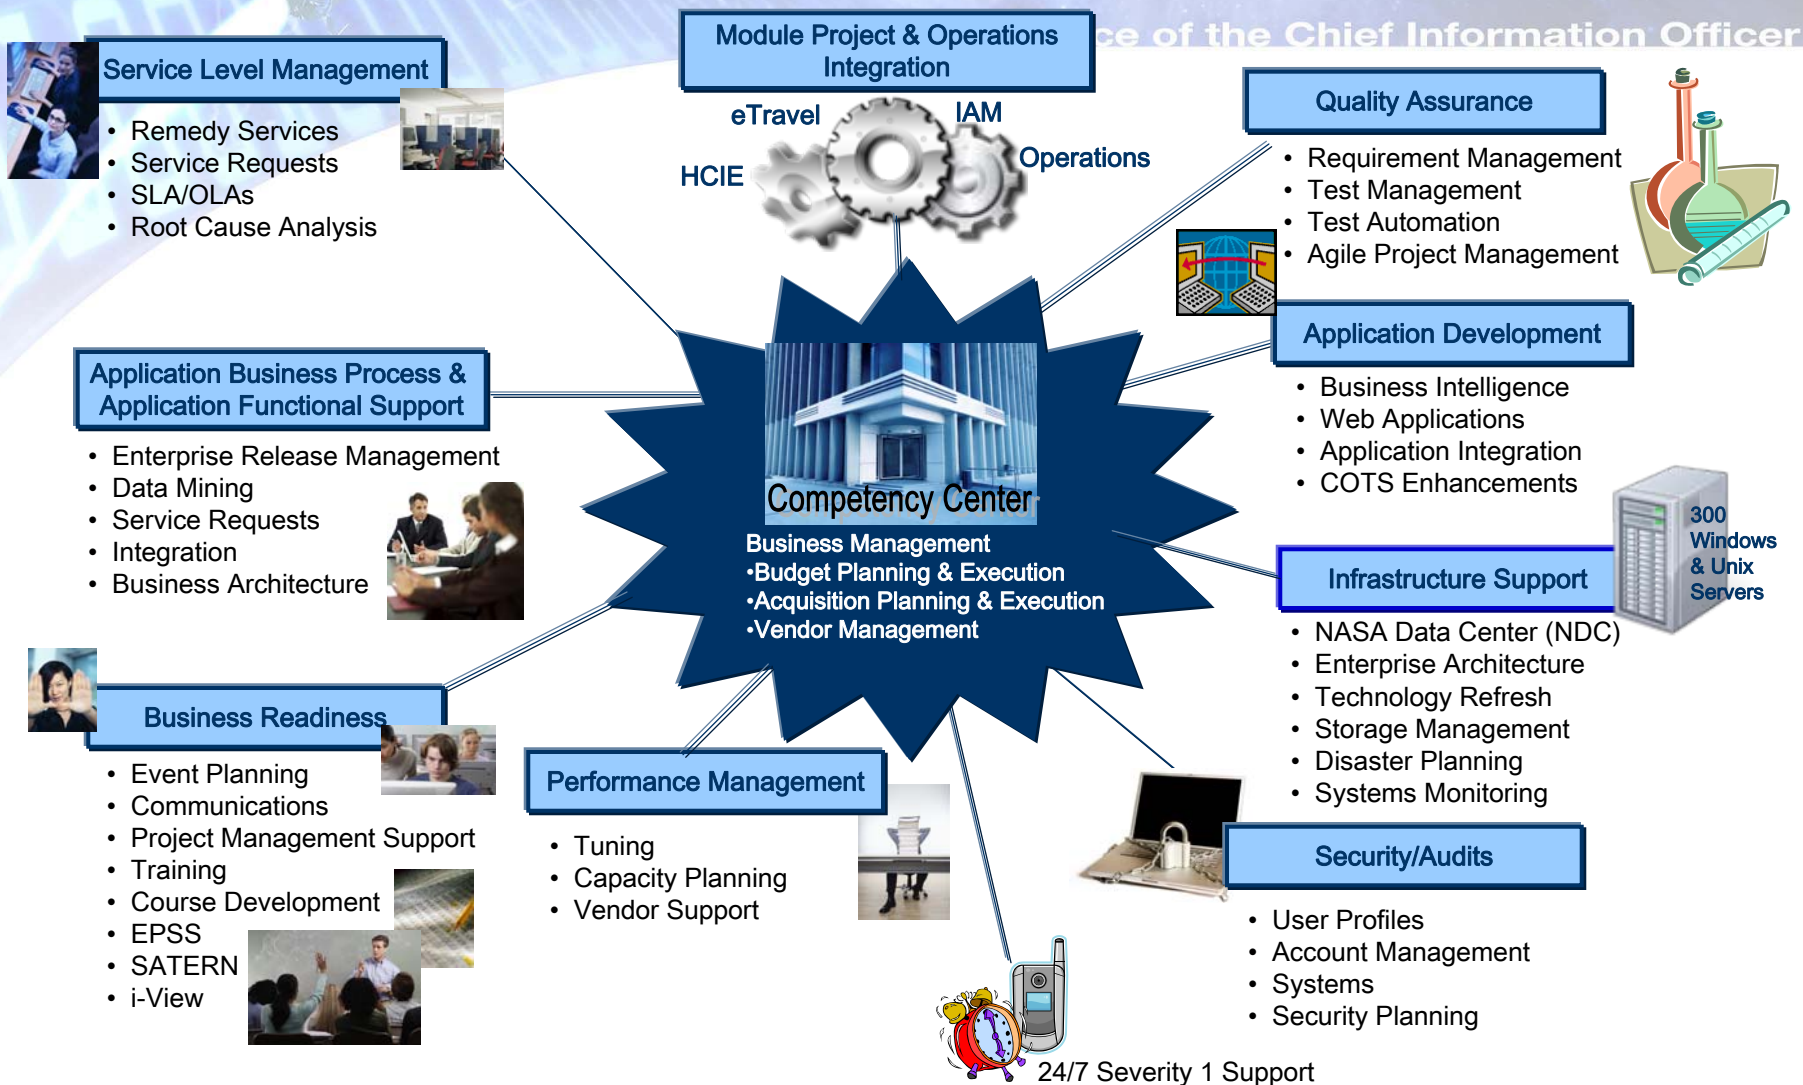 ce of the Chief Information Officer
Service Level Management
• Remedy Services
• Service Requests
• SLA/OLAs
• Root Cause Analysis
Module Project & Operations
Integration
eTravel
IAM
HCIE
Operations
Quality Assurance
• Requirement Management
• Test Management
• Test Automation
• Agile Project Management
Application Development
• Business Intelligence
• Web Applications
• Application Integration
• COTS Enhancements
Application Business Process &
Application Functional Support
• Enterprise Release Management
• Data Mining
• Service Requests
• Integration
• Business Architecture
Competency Center
Business Management
•Budget Planning & Execution
•Acquisition Planning & Execution
•Vendor Management
300
Windows
& Unix
Servers
Infrastructure Support
• NASA Data Center (NDC)
• Enterprise Architecture
• Technology Refresh
• Storage Management
• Disaster Planning
• Systems Monitoring
Business Readiness
• Event Planning
• Communications
• Project Management Support
• Training
• Course Development
• EPSS
• SATERN
• i-View
Performance Management
• Tuning
• Capacity Planning
• Vendor Support
Security/Audits
• User Profiles
• Account Management
• Systems
• Security Planning
24/7 Severity 1 Support